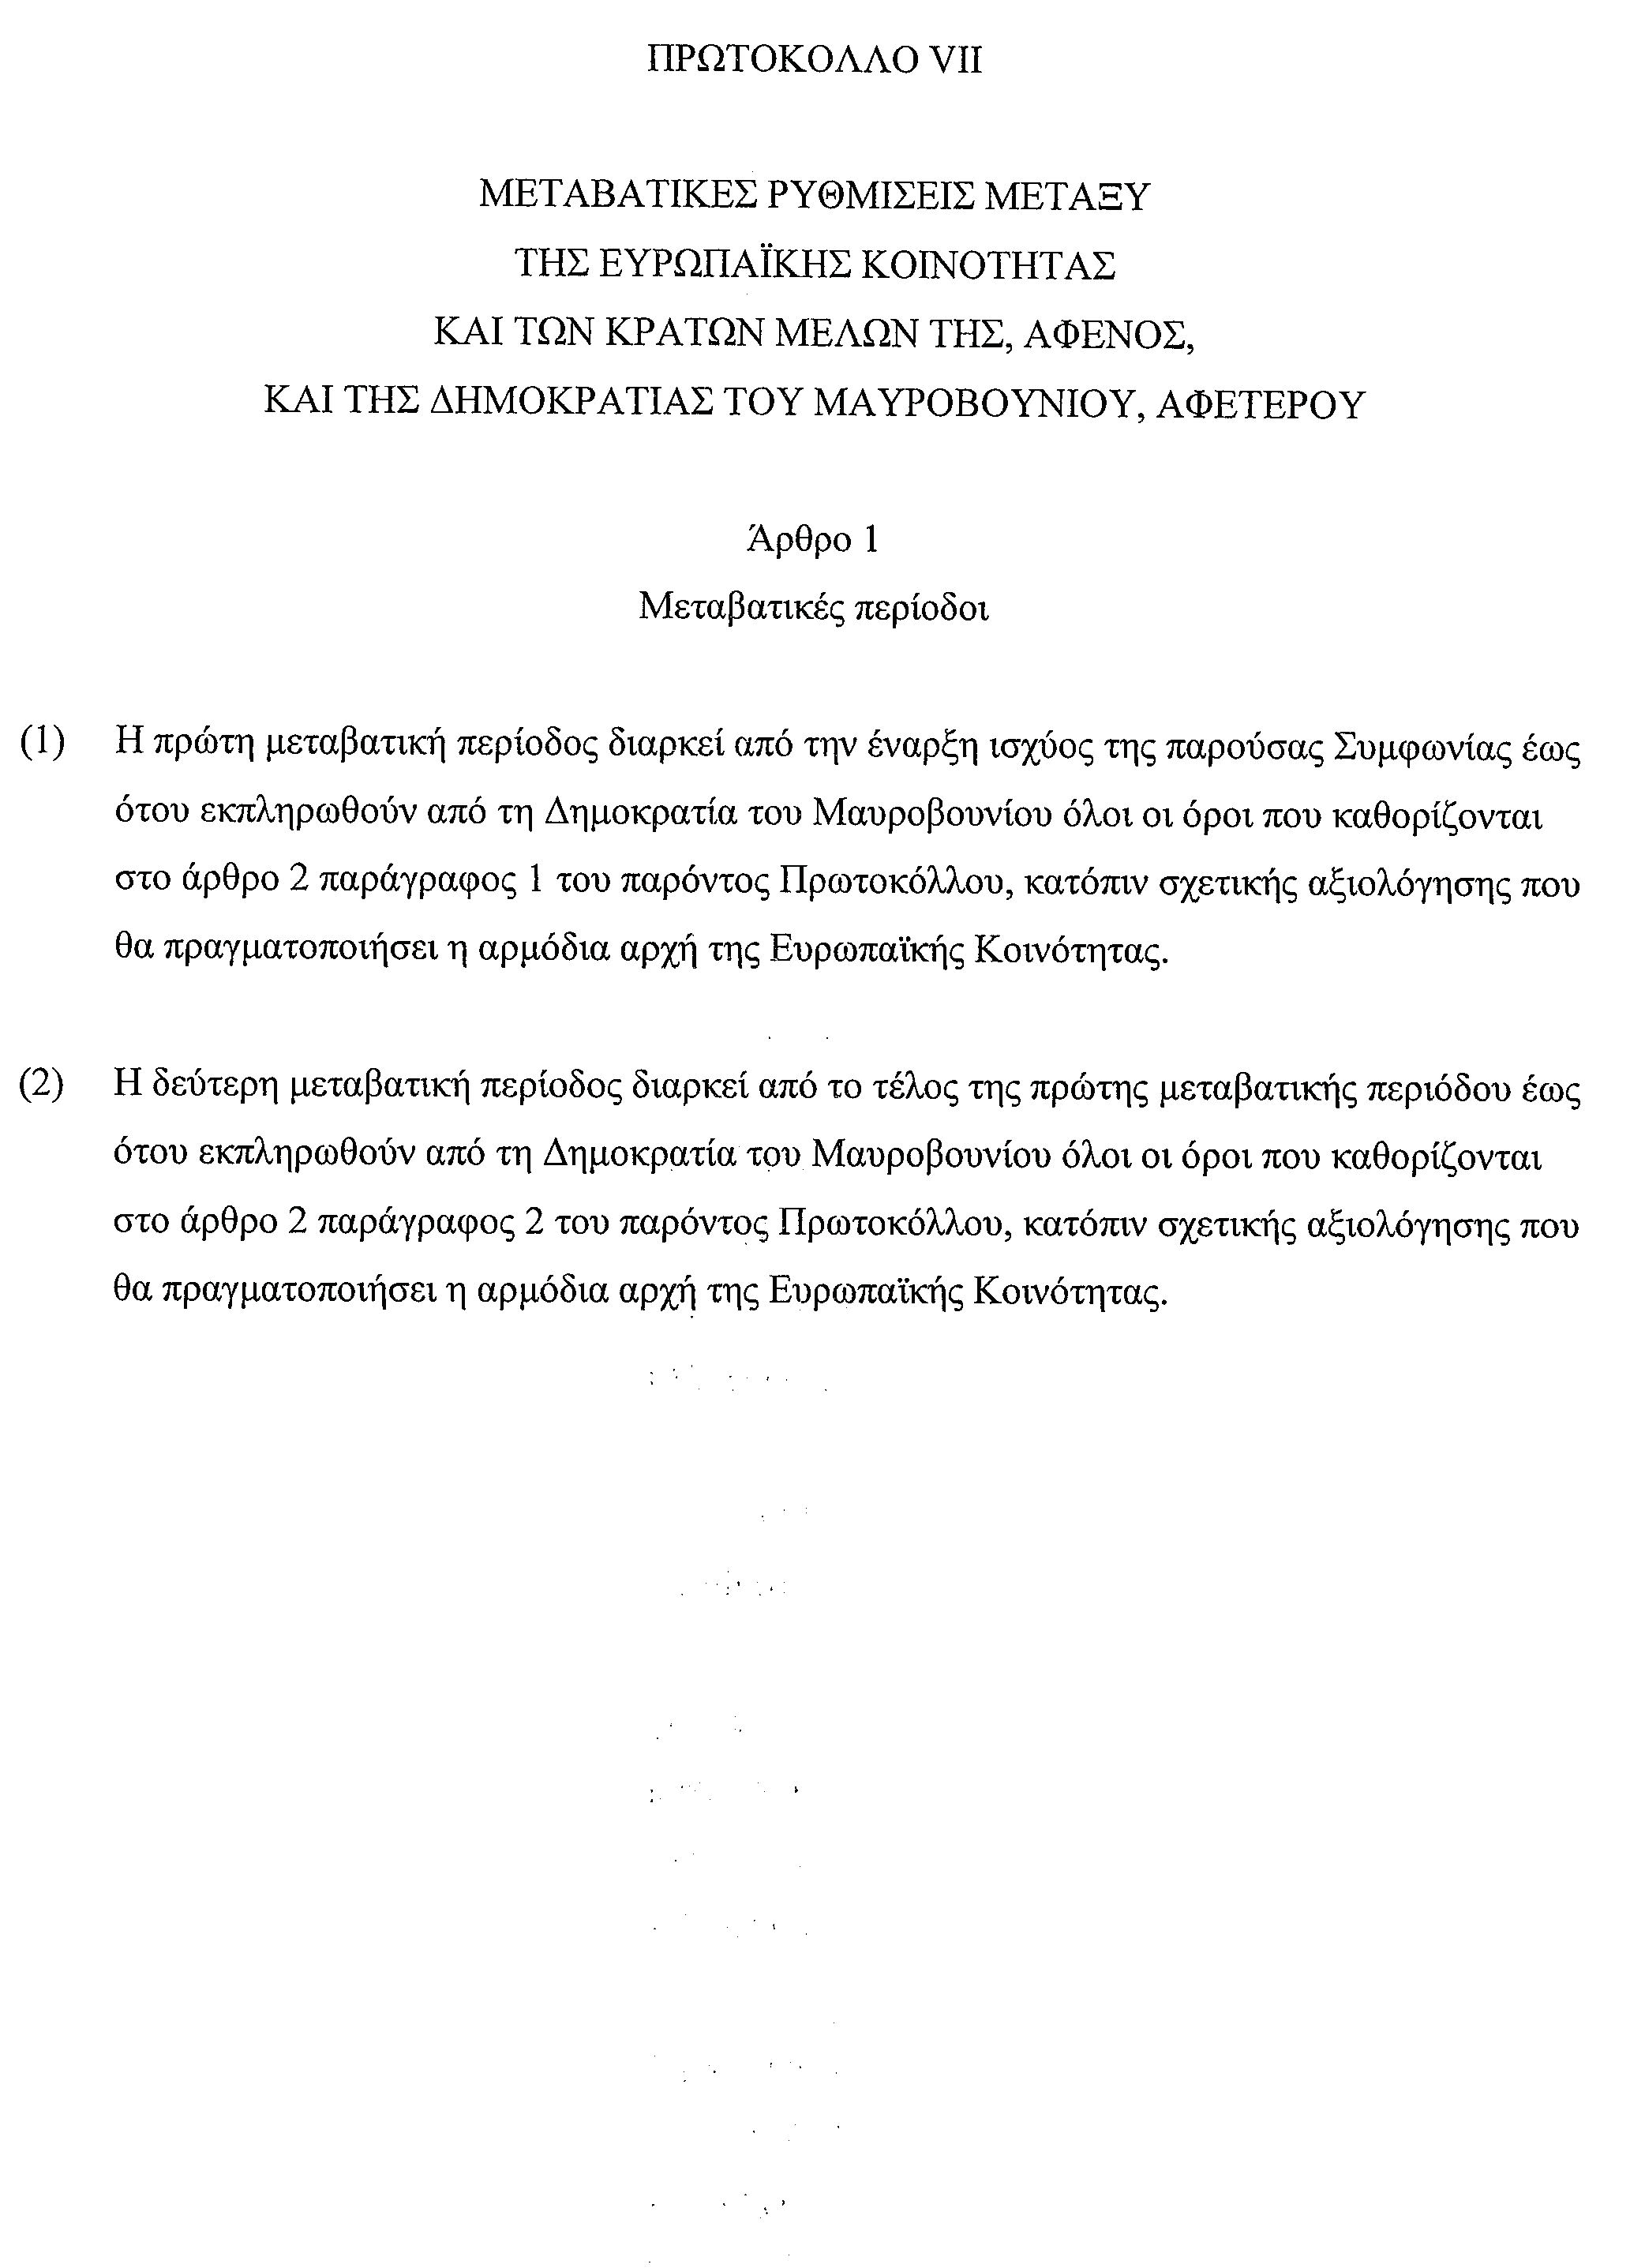 ΠΡΩΤΟΚΟΛΛΟ VII
ΜΕΤΑΒΑΤΙΚΕΣ ΡΥΘΜΙΣΕΙΣ ΜΕΤΑΞΥ
ΤΗΣ ΕΥΡΩΠΑΪΚΗΣ ΚΟΙΝΟΤΗΤΑΣ
ΚΑΙ ΤΩΝ ΚΡΑΤΩΝ ΜΕΛΩΝ ΤΗΣ, ΑΦΕΝΟΣ,
ΚΑΙ ΤΗΣ ΔΗΜΟΚΡΑΤΙΑΣ ΤΟΥ ΜΑΥΡΟΒΟΥΝΙΟΥ, ΑΦΕΤΕΡΟΥ
Άρθρο 1
Μεταβατικές περίοδοι
(1) Η πρώτη μεταβατική περίοδος διαρκεί από την έναρξη ισχύος της παρούσας Συμφωνίας έως
ότου εκπληρωθούν από τη Δημοκρατία του Μαυροβουνίου όλοι οι όροι που καθορίζονται
στο άρθρο 2 παράγραφος 1 του παρόντος Πρωτοκόλλου, κατόπιν σχετικής αξιολόγησης που
θα πραγματοποιήσει η αρμόδια αρχή της Ευρωπαϊκής Κοινότητας.
(2) Η δεύτερη μεταβατική περίοδος διαρκεί από το τέλος της πρώτης μεταβατικής περιόδου έως
ότου εκπληρωθούν από τη Δημοκρατία του Μαυροβουνίου όλοι οι όροι που καθορίζονται
στο άρθρο 2 παράγραφος 2 του παρόντος Πρωτοκόλλου, κατόπιν σχετικής αξιολόγησης που
θα πραγματοποιήσει η αρμόδια αρχή της Ευρωπαϊκής Κοινότητας.